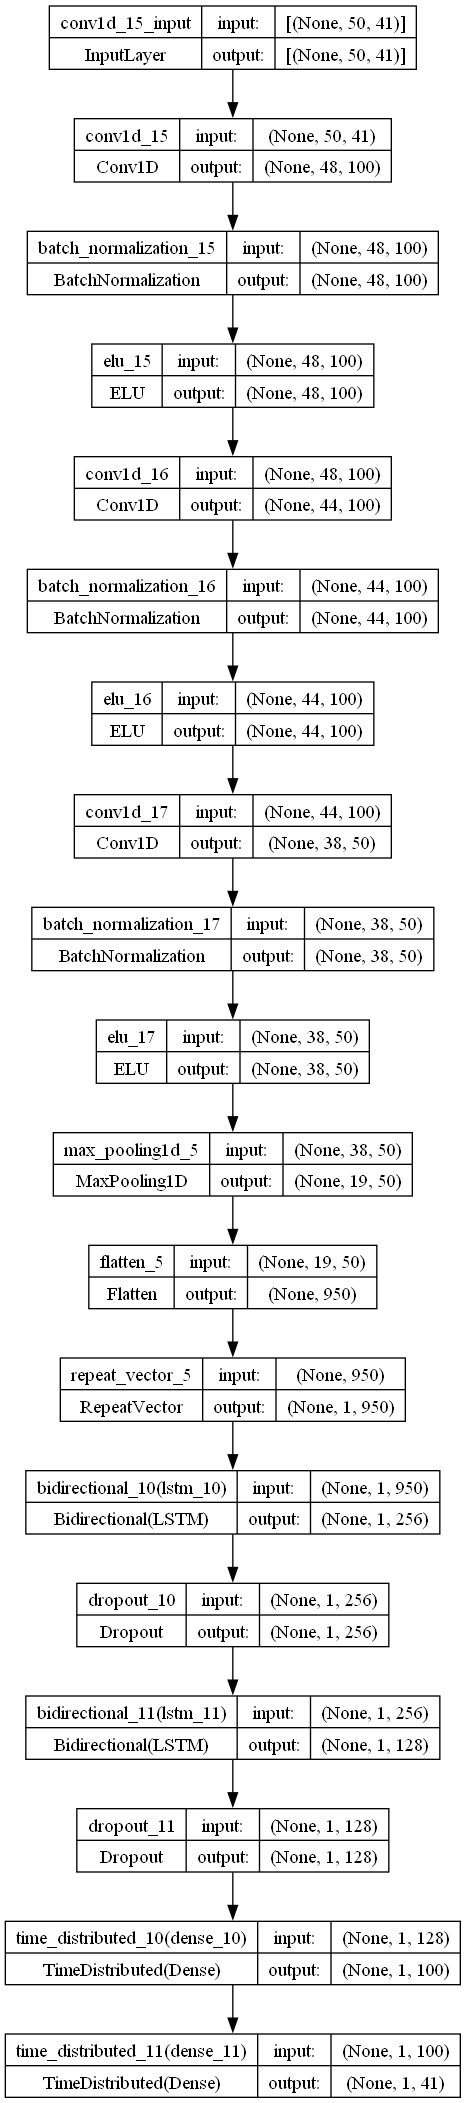 conv1d_15_input input: [(None, 50, 41)]
InputLayer output: [(None, 50, 41)]
conv1d_15 input: (None, 50, 41)
Conv1D output: (None, 48, 100)
batch_normalization_15 input: (None, 48, 100)
BatchNormalization output: (None, 48, 100)
elu_15 input: (None, 48, 100)
ELU output: (None, 48, 100)
conv1d_16 input: (None, 48, 100)
Conv1D output: (None, 44, 100)
batch_normalization_16 input: (None, 44, 100)
BatchNormalization output: (None, 44, 100)
elu_16 input: (None, 44, 100)
ELU output: (None, 44, 100)
conv1d_17 input: (None, 44, 100)
Conv1D output: (None, 38, 50)
batch_normalization_17 input: (None, 38, 50)
BatchNormalization output: (None, 38, 50)
elu_17 input: (None, 38, 50)
ELU output: (None, 38, 50)
max_pooling1d_5 input: (None, 38, 50)
MaxPooling1D output: (None, 19, 50)
flatten_5 input: (None, 19, 50)
Flatten output: (None, 950)
repeat_vector_5 input: (None, 950)
RepeatVector output: (None, 1, 950)
bidirectional_10(lstm_10) input: (None, 1, 950)
Bidirectional(LSTM) output: (None, 1, 256)
dropout_10 input: (None, 1, 256)
Dropout output: (None, 1, 256)
bidirectional_11(lstm_11) input: (None, 1, 256)
Bidirectional(LSTM) output: (None, 1, 128)
dropout_11 input: (None, 1, 128)
Dropout output: (None, 1, 128)
time_distributed_10(dense_10) input: (None, 1, 128)
TimeDistributed(Dense) output: (None, 1, 100)
time_distributed_11(dense_11) input: (None, 1, 100)
TimeDistributed(Dense) output: (None, 1, 41)